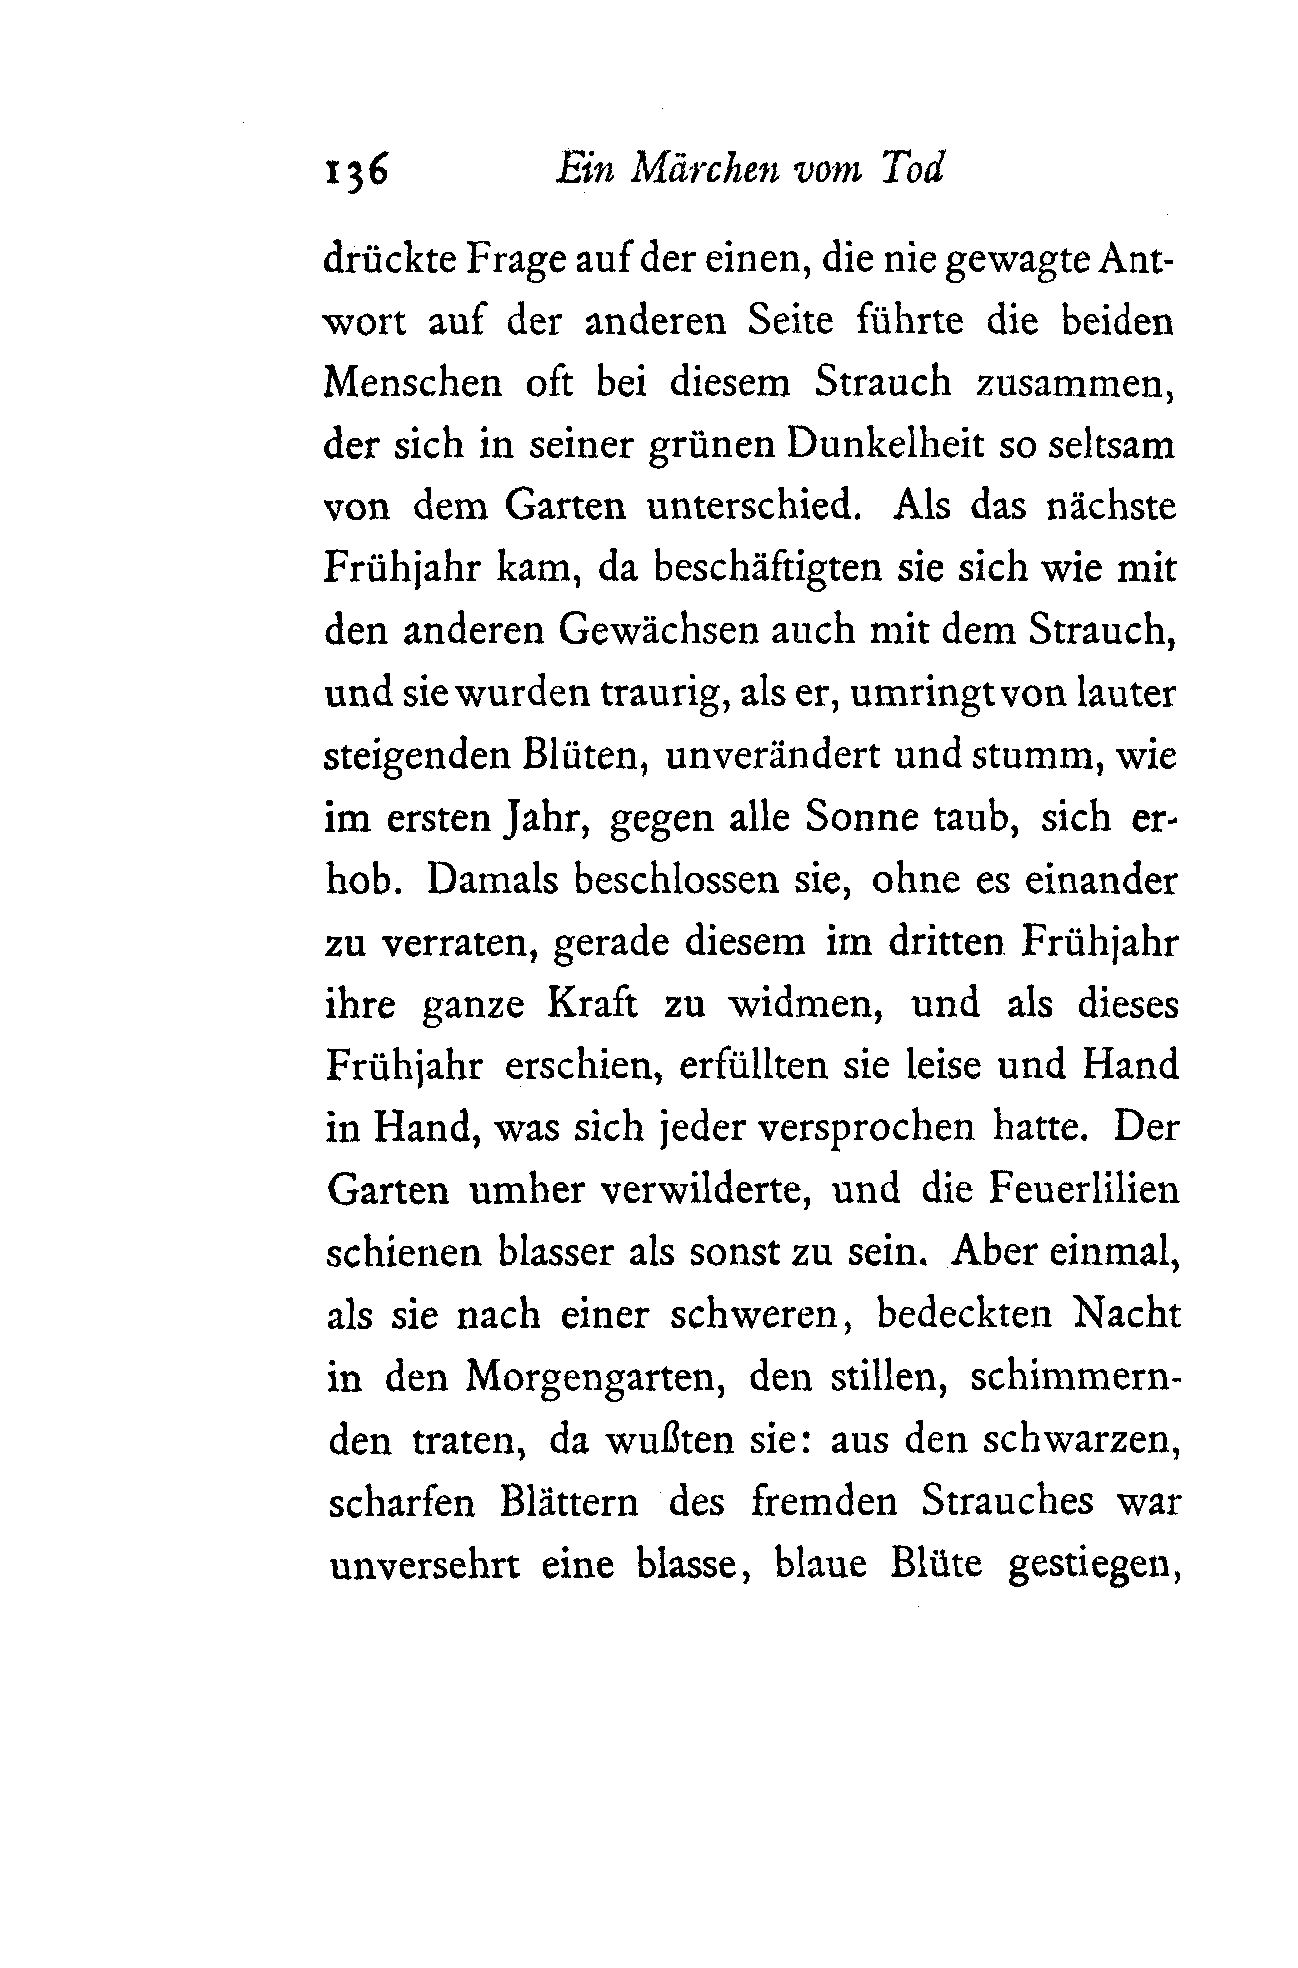 136 Ein Märchen vom Tod
drückte Frage auf der einen, die nie gewagte Ant-
wort auf der anderen Seite führte die beiden
Menschen oft bei diesem Strauch zusammen,
der sich in seiner grünen Dunkelheit so seltsam
von dem Garten unterschied. Als das nächste
Frühjahr kam, da beschäftigten sie sich wie mit
den anderen Gewächsen auch mit dem Strauch,
und sie wurden traurig, als er, umringt von lauter
steigenden Blüten, unverändert und stumm, wie
im ersten Jahr, gegen alle Sonne taub, sich er-
hob. Damals beschlossen sie, ohne es einander
zu verraten, gerade diesem im dritten Frühjahr
ihre ganze Kraft zu widmen, und als dieses
Frühjahr erschien, erfüllten sie leise und Hand
in Hand, was sich jeder versprochen hatte. Der
Garten umher verwilderte, und die Feuerlilien
schienen blasser als sonst zu sein. Aber einmal,
als sie nach einer schweren, bedeckten Nacht
in den Morgengarten, den stillen, schimmern-
den traten, da wußten sie: aus den schwarzen,
scharfen Blättern des fremden Strauches war
unversehrt eine blasse, blaue Blüte gestiegen,